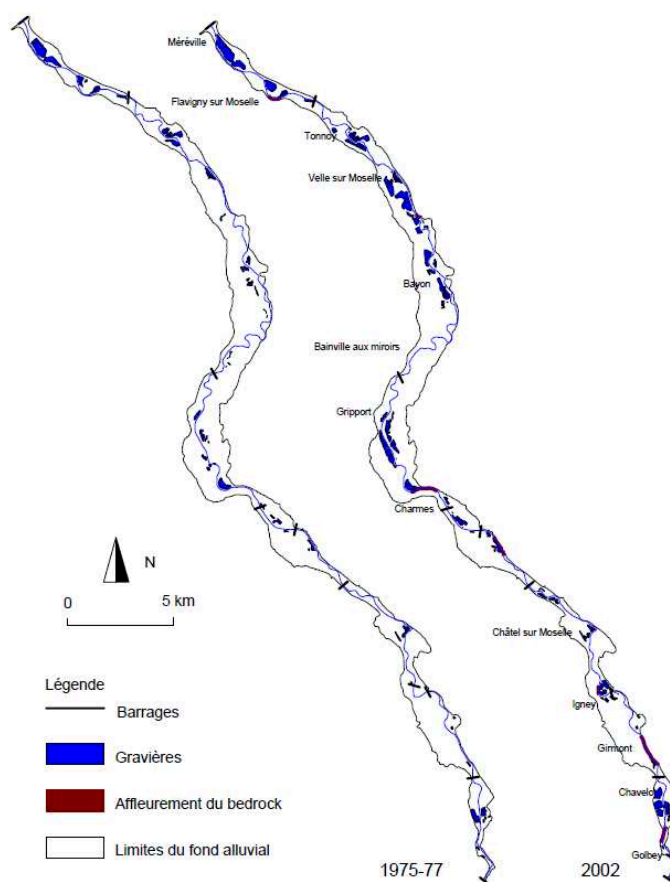 Méréville
Flavigny sur Moselle
Tonnoy
Velle sur Moselle
Bayon
Bainville aux miroirs
Gripport
Charmes
N
0 5 km
Châtel sur Moselle
Légende
Igney
Barrages
Girmont
Gravières
Chavelot
Affleurement du bedrock
Golbey
Limites du fond alluvial
1975-77 2002